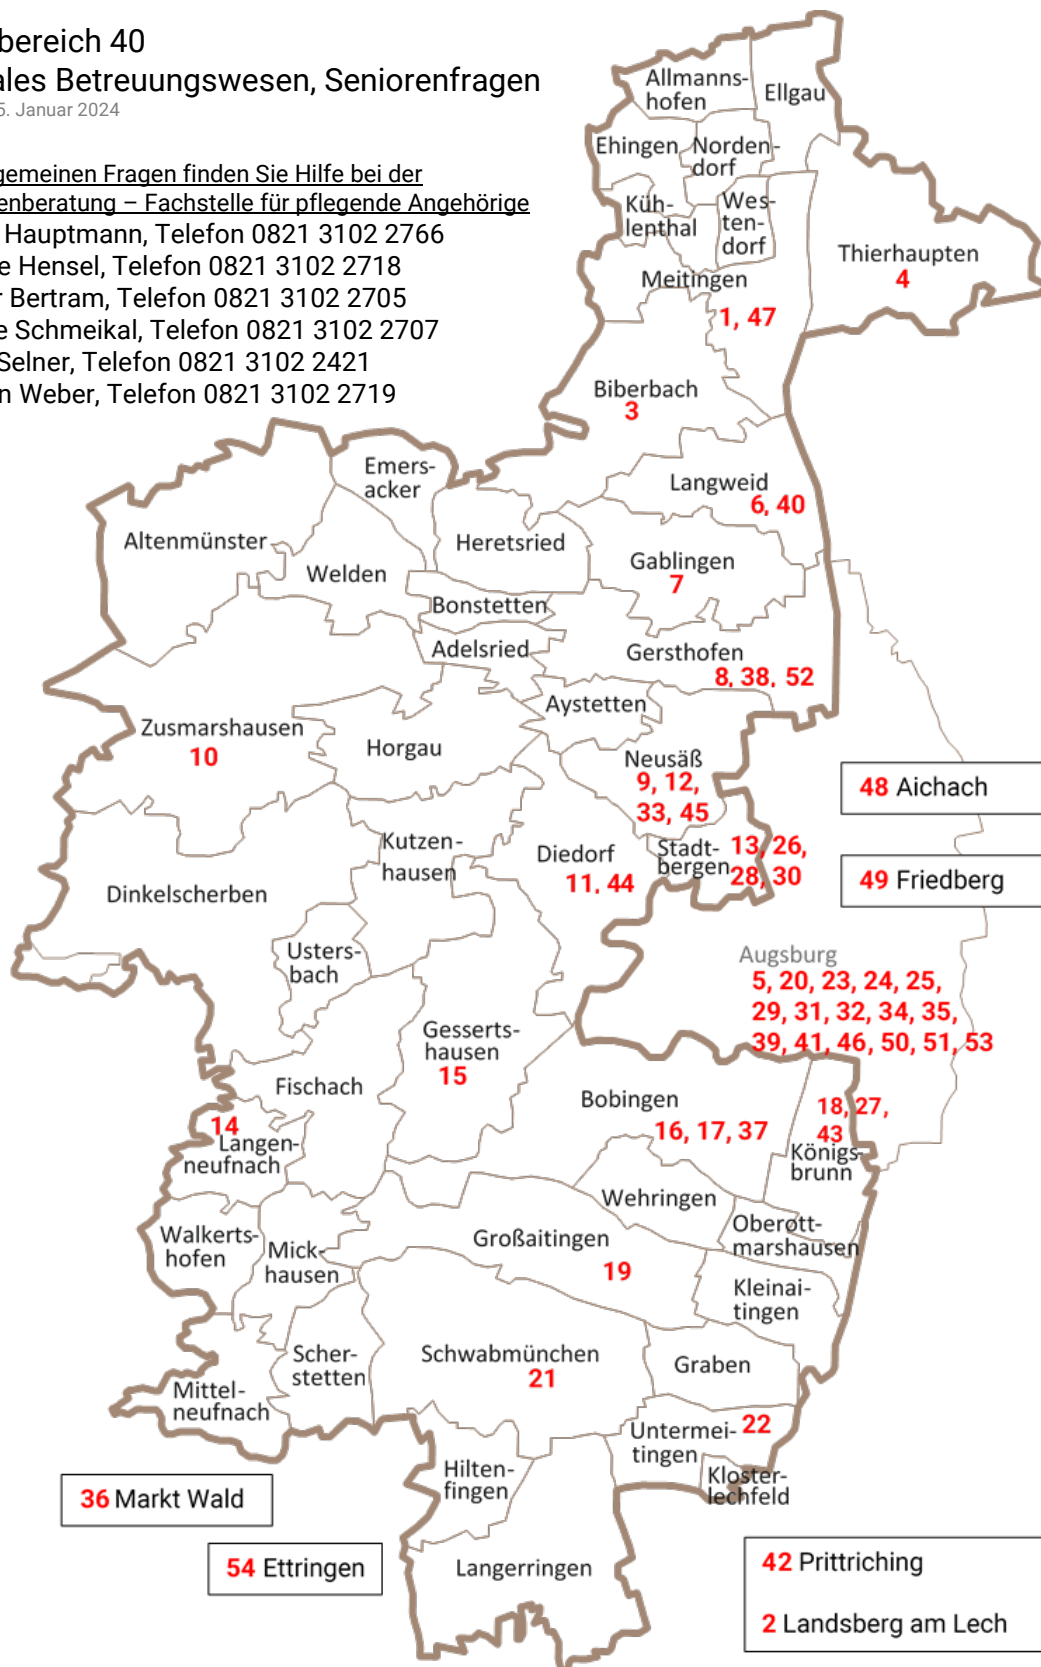 bereich 40
ales Betreuungswesen, Seniorenfragen
5. Januar 2024
gemeinen Fragen finden Sie Hilfe bei der
enberatung – Fachstelle für pflegende Angehörige
Hauptmann, Telefon 0821 3102 2766
e Hensel, Telefon 0821 3102 2718
r Bertram, Telefon 0821 3102 2705
e Schmeikal, Telefon 0821 3102 2707
Selner, Telefon 0821 3102 2421
n Weber, Telefon 0821 3102 2719
Allmanns-
hofen
Ellgau
Ehingen
Norden-
dorf
Küh-
lenthal
Wes-
ten-
dorf
Thierhaupten
4
Meitingen
1, 47
Biberbach
3
Emers-
acker
Langweid
6, 40
Altenmünster
Heretsried
Gablingen
7
Welden
Bonstetten
Adelsried
Gersthofen
8, 38, 52
Aystetten
Zusmarshausen
10
Horgau
Neusäß
9, 12,
33, 45
48 Aichach
Kutzen-
hausen
Diedorf
11, 44
Stadt-
bergen
13, 26,
28, 30
49 Friedberg
Dinkelscherben
Usters-
bach
Augsburg
5, 20, 23, 24, 25,
29, 31, 32, 34, 35,
39, 41, 46, 50, 51, 53
Gesserts-
hausen
15
Fischach
Bobingen
16, 17, 37
18, 27,
43
Königs-
brunn
14
Langen-
neufnach
Wehringen
Walkerts-
hofen
Mick-
hausen
Großaitingen
19
Oberott-
marshausen
Kleinai-
tingen
Scher-
stetten
Schwabmünchen
21
Graben
Mittel-
neufnach
Untermei-
tingen
22
Hilten-
fingen
Kloster-
lechfeld
36 Markt Wald
54 Ettringen
Langerringen
42 Prittriching
2 Landsberg am Lech